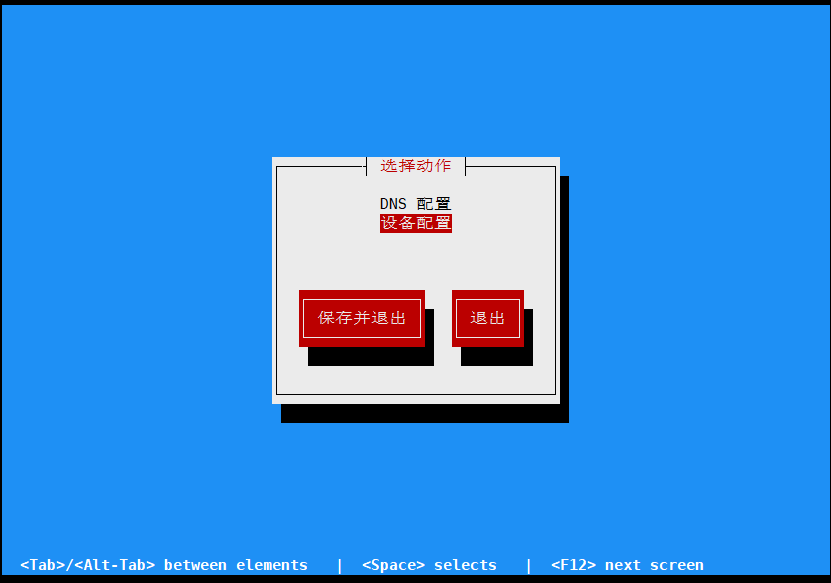 选择动作
DNS 配置
设备配置
保存并退出 退出
<Tab>/<Alt-Tab> between elements | <Space> selects | <F12> next screen